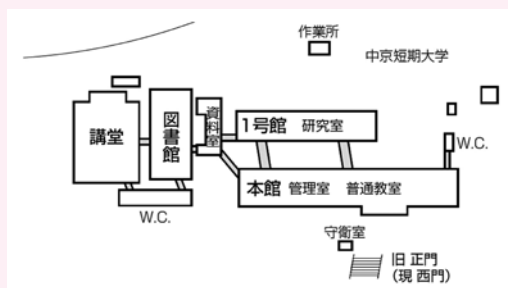 作業所
中京短期大学
講堂
図書館
資料室
1号館 研究室
W.C.
本館 管理室 普通教室
W.C.
守衛室
旧 正門
(現 西門)